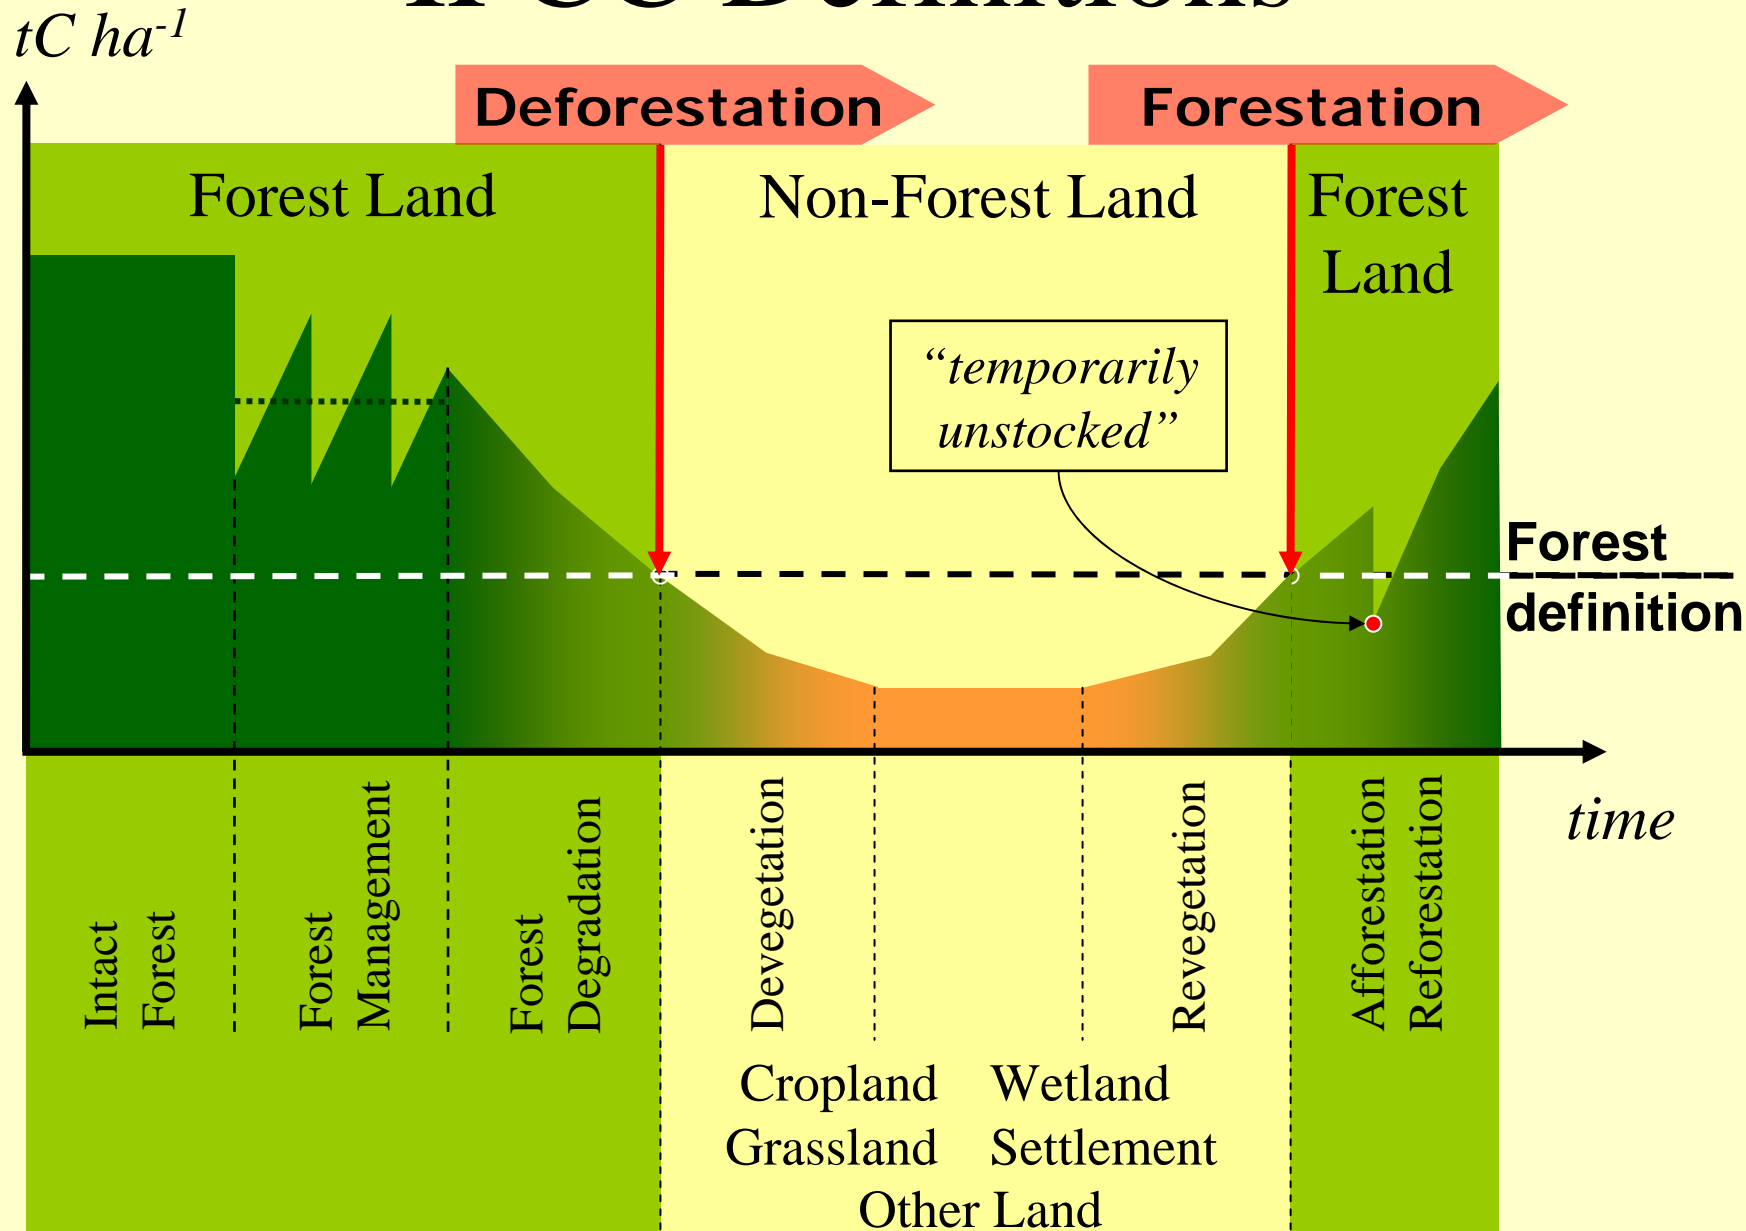 Definitions
tC ha-1
Deforestation
Forestation
Forest Land
Non-Forest Land
Forest
Land
“temporarily
unstocked”
Forest
definition
time
Intact
Forest
Forest
Management
Forest
Degradation
Devegetation
Revegetation
Afforestation
Reforestation
Cropland Wetland
Grassland Settlement
Other Land